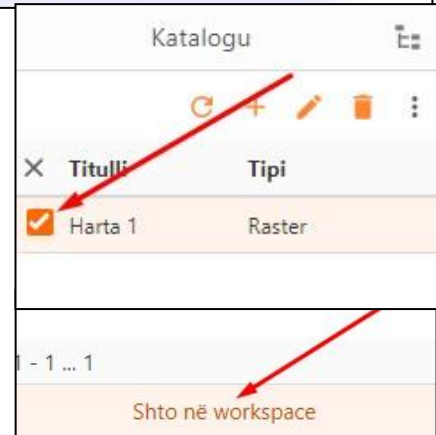 Katalogu
Titulli Tipi
Harta 1 Raster
1 - 1 ... 1
Shto në workspace